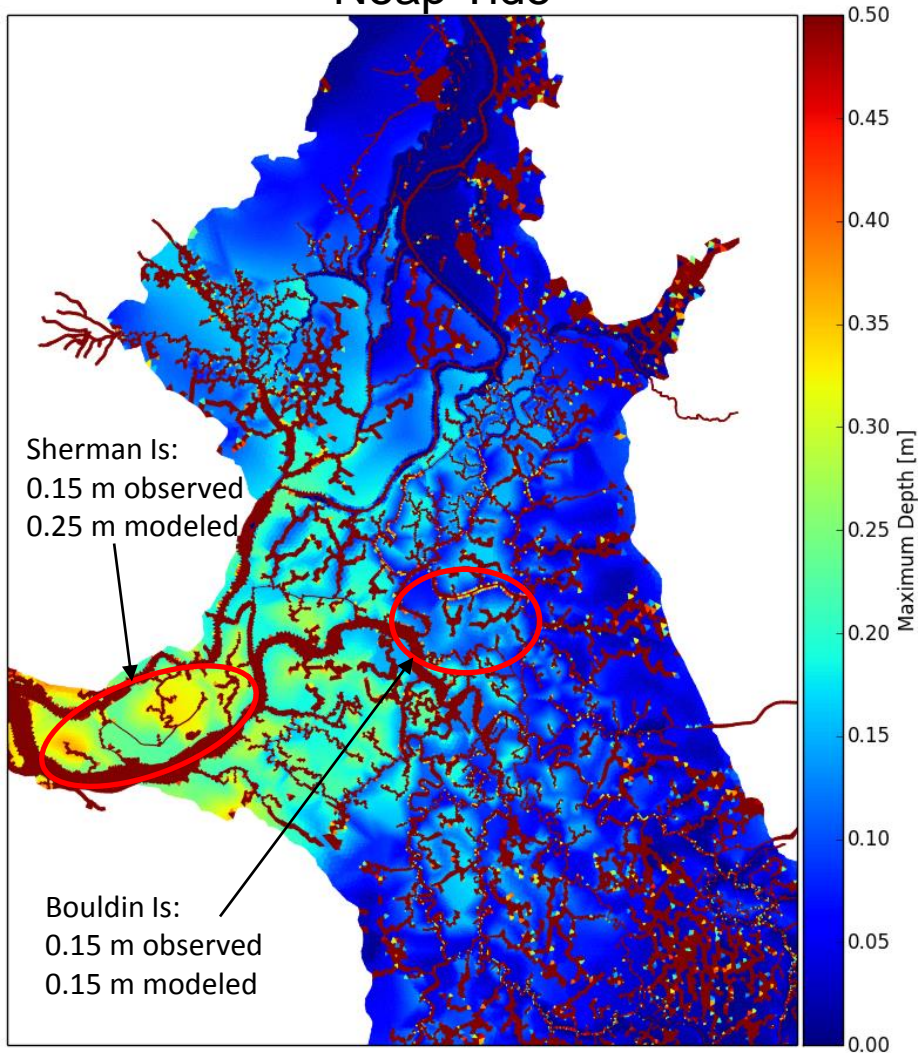 Neap Tide
Sherman Is:
0.15 m observed
0.25 m modeled
Bouldin Is:
0.15 m observed
0.15 m modeled
0.50
0.45
0.40
0.35
0.30
0.25
0.20
0.15
0.10
0.05
0.00
Maximum Depth [m]